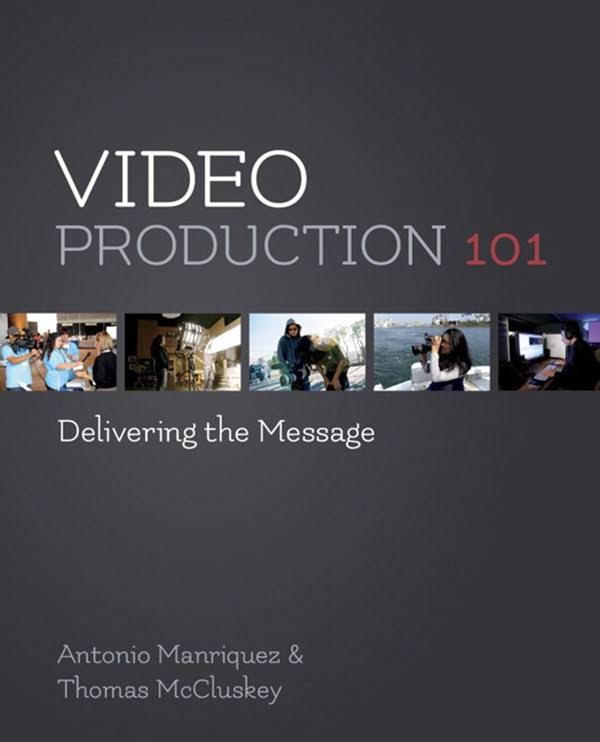 VIDEO
PRODUCTION 101
Delivering the Message
Antonio Manriquez &
Thomas McCluskey